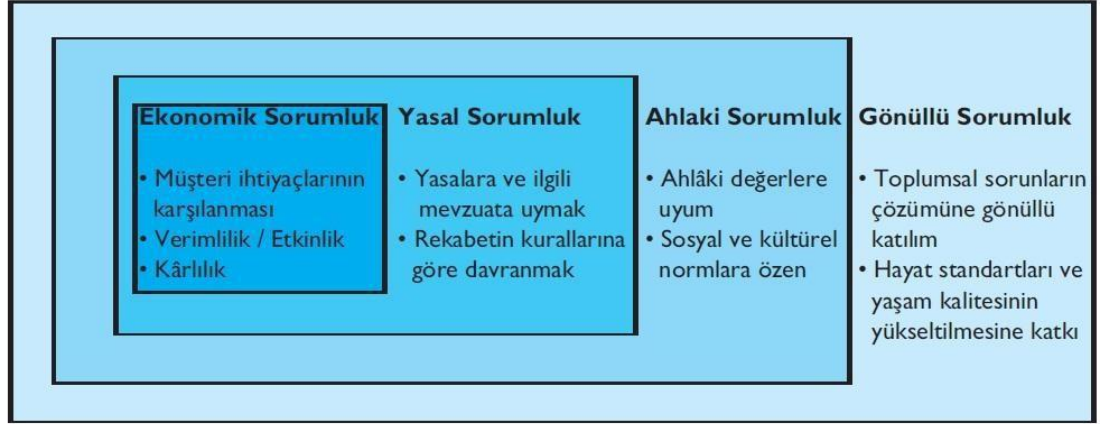 Ekonomik Sorumluk
• Müşteri ihtiyaçlarının
karşılanması
• Verimlilik / Etkinlik
• Kârlılık
Yasal Sorumluk
• Yasalara ve ilgili
mevzuata uymak
• Rekabetin kurallarına
göre davranmak
Ahlaki Sorumluk
• Ahlâki değerlere
uyum
• Sosyal ve kültürel
normlara özen
Gönüllü Sorumluk
• Toplumsal sorunların
çözümüne gönüllü
katılım
• Hayat standartları ve
yaşam kalitesinin
yükseltilmesine katkı